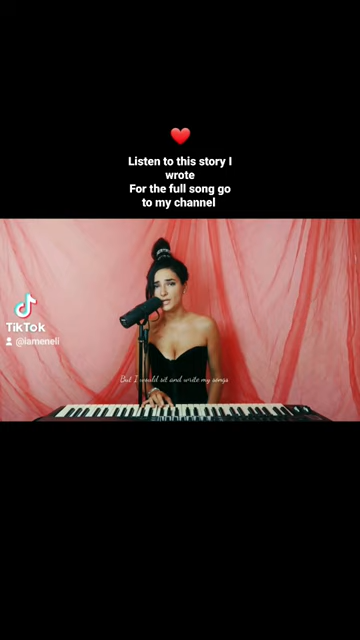 Listen to this story I
wrote
For the full song go
to my channel
TikTok
@iameneli
But I would sit and write my songs